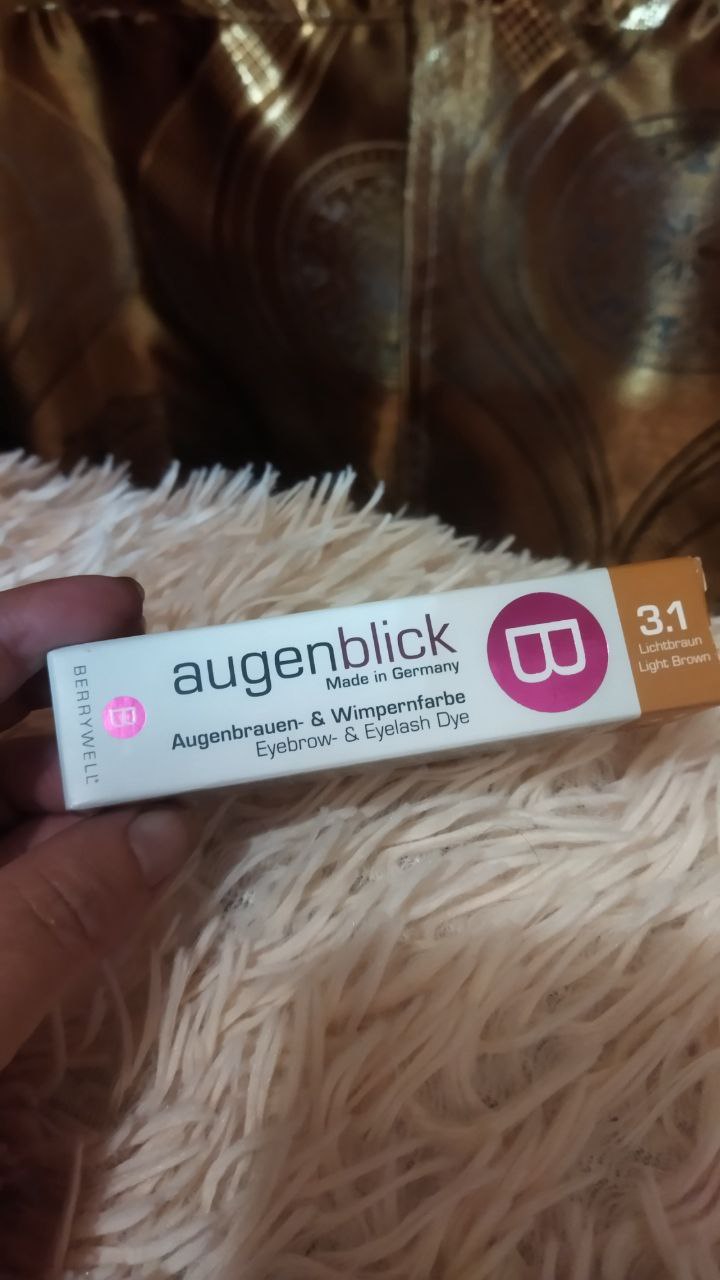 BERRYWELL®
augenblick
Made in Germany
Augenbrauen- & Wimpernfarbe
Eyebrow- & Eyelash Dye
B
3.1
Lichtbraun
Light Brown